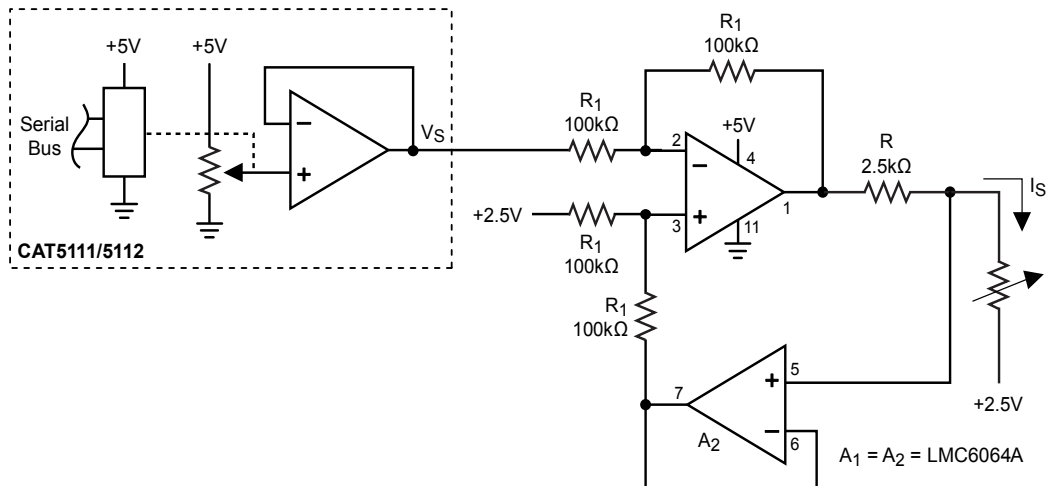 +5V
+5V
Serial
Bus
−
+
VS
CAT5111/5112
R1
100kΩ
R1
100kΩ
+5V
2
4
−
+
3
11
1
+2.5V
R1
100kΩ
R
2.5kΩ
IS
R1
100kΩ
+2.5V
7
5
+
−
6
A2
A1 = A2 = LMC6064A